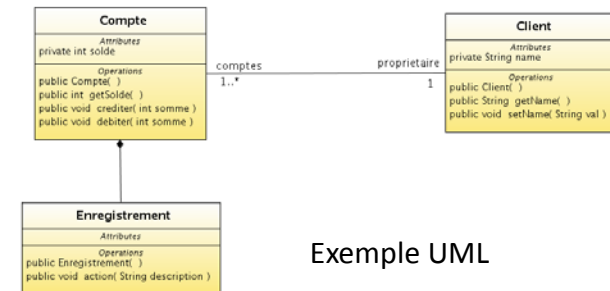 Compte
Attributes
private int solde
Operations
public Compte( )
public int getSolde( )
public void crediter( int somme )
public void debiter( int somme )
comptes
1..*
proprietaire
1
Client
Attributes
private String name
Operations
public Client( )
public String getName( )
public void setName( String val )
Enregistrement
Attributes
Operations
public Enregistrement( )
public void action( String description )
Exemple UML